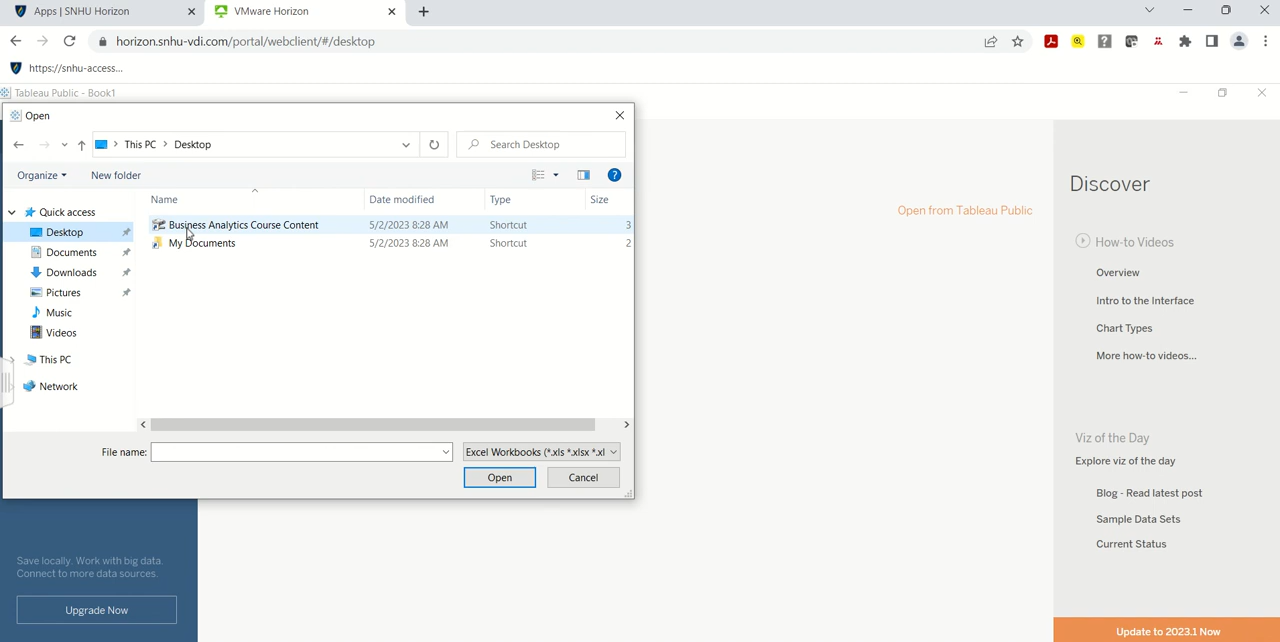 Apps | SNHU Horizon
VMware Horizon
horizon.snhu-vdi.com/portal/webclient/#/desktop
https://snhu-access...
Tableau Public - Book1
Open
This PC > Desktop
Search Desktop
Organize
New folder
Name Date modified Type Size
Quick access
Desktop
Documents
Downloads
Pictures
Music
Videos
This PC
Network
Business Analytics Course Content 5/2/2023 8:28 AM Shortcut 3
My Documents 5/2/2023 8:28 AM Shortcut 2
File name:
Excel Workbooks (*.xls *.xlsx *.xl
Open
Cancel
Save locally. Work with big data.
Connect to more data sources.
Upgrade Now
Open from Tableau Public
Discover
How-to Videos
Overview
Intro to the Interface
Chart Types
More how-to videos...
Viz of the Day
Explore viz of the day
Blog - Read latest post
Sample Data Sets
Current Status
Update to 2023.1 Now